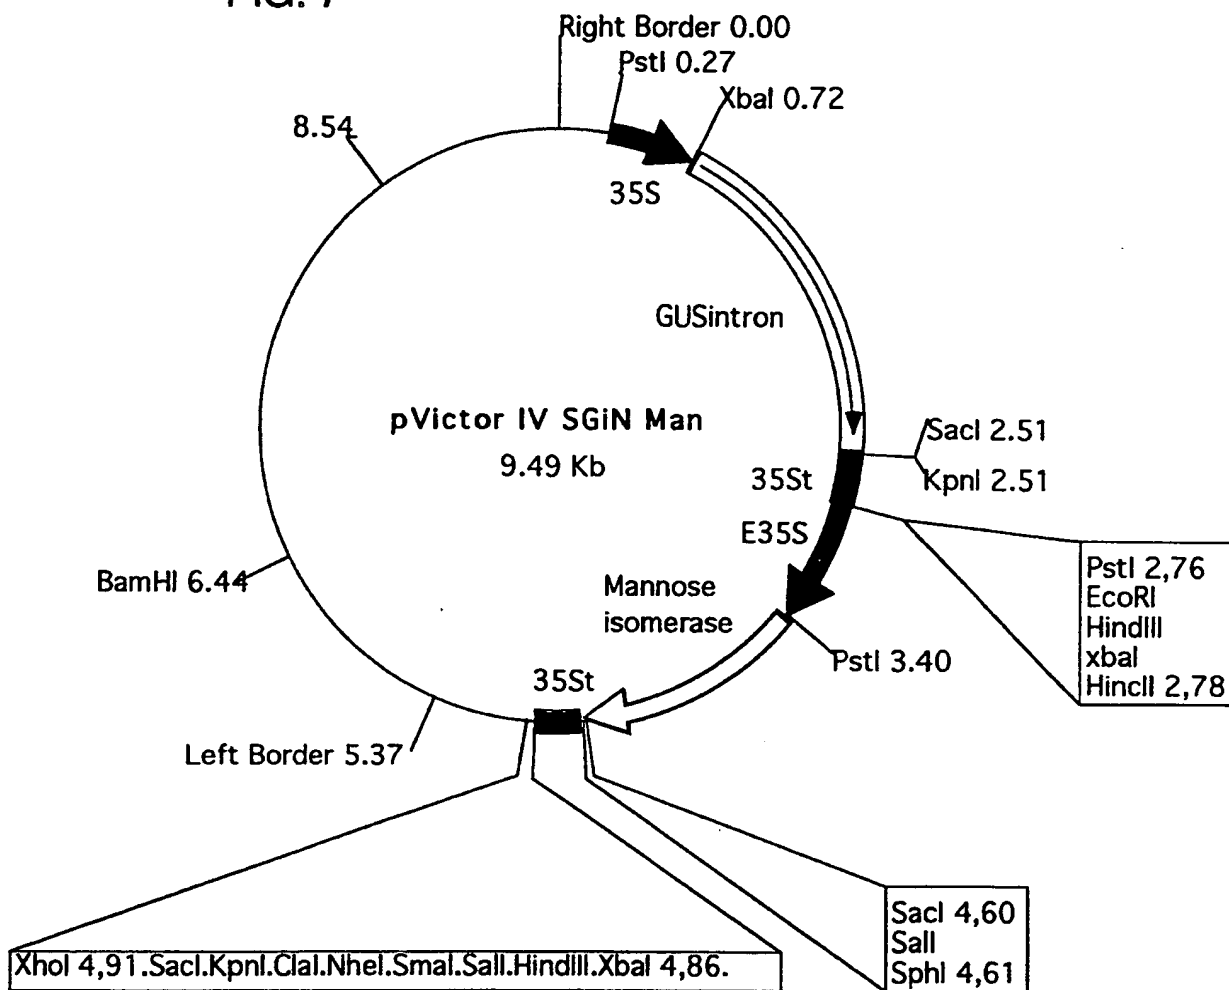 FIG. 7
Right Border 0.00
PstI 0.27
XbaI 0.72
8.54
35S
GUSintron
pVictor IV SGiN Man
9.49 Kb
SacI 2.51
KpnI 2.51
35St
E35S
PstI 2,76
EcoRI
HindIII
xbaI
HincII 2,78
BamHI 6.44
Mannose
isomerase
PstI 3.40
35St
Left Border 5.37
SacI 4,60
SalI
SphI 4,61
XhoI 4,91.SacI.KpnI.ClaI.NheI.SmaI.SalI.HindIII.XbaI 4,86.